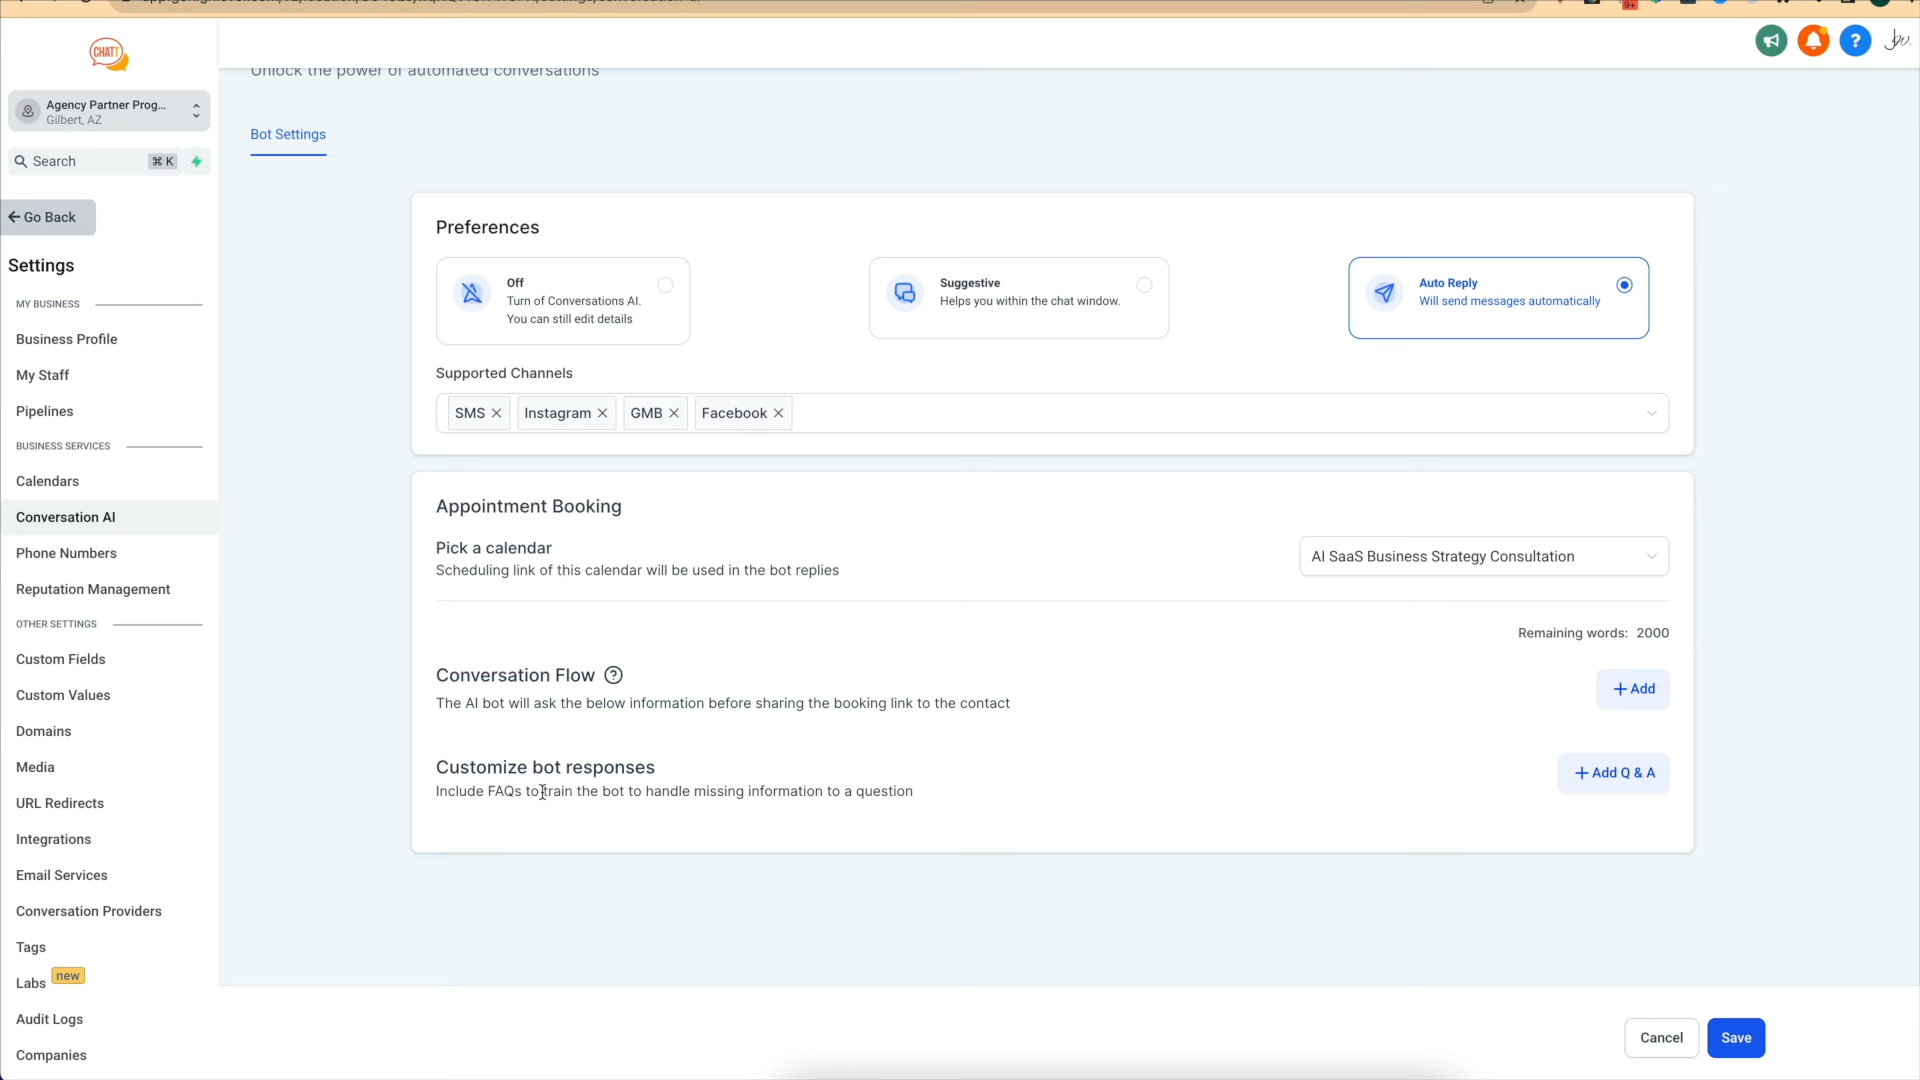 9+
CHATT
Unlock the power of automated conversations
Agency Partner Prog...
Gilbert, AZ
Search
⌘ K
Go Back
Settings
MY BUSINESS
Business Profile
My Staff
Pipelines
BUSINESS SERVICES
Calendars
Conversation AI
Phone Numbers
Reputation Management
OTHER SETTINGS
Custom Fields
Custom Values
Domains
Media
URL Redirects
Integrations
Email Services
Conversation Providers
Tags
Labs new
Audit Logs
Companies
Bot Settings
Preferences
Off
Turn of Conversations AI.
You can still edit details
Suggestive
Helps you within the chat window.
Auto Reply
Will send messages automatically
Supported Channels
SMS Instagram GMB Facebook
Appointment Booking
Pick a calendar
Scheduling link of this calendar will be used in the bot replies
AI SaaS Business Strategy Consultation
Remaining words: 2000
Conversation Flow ?
The AI bot will ask the below information before sharing the booking link to the contact
+ Add
Customize bot responses
Include FAQs to train the bot to handle missing information to a question
+ Add Q & A
Cancel
Save